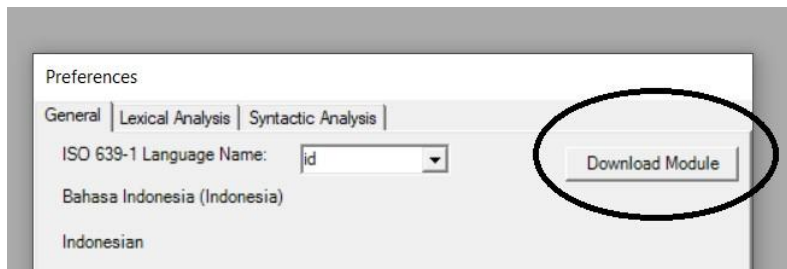 Preferences
General Lexical Analysis Syntactic Analysis
ISO 639-1 Language Name: id Download Module
Bahasa Indonesia (Indonesia)
Indonesian